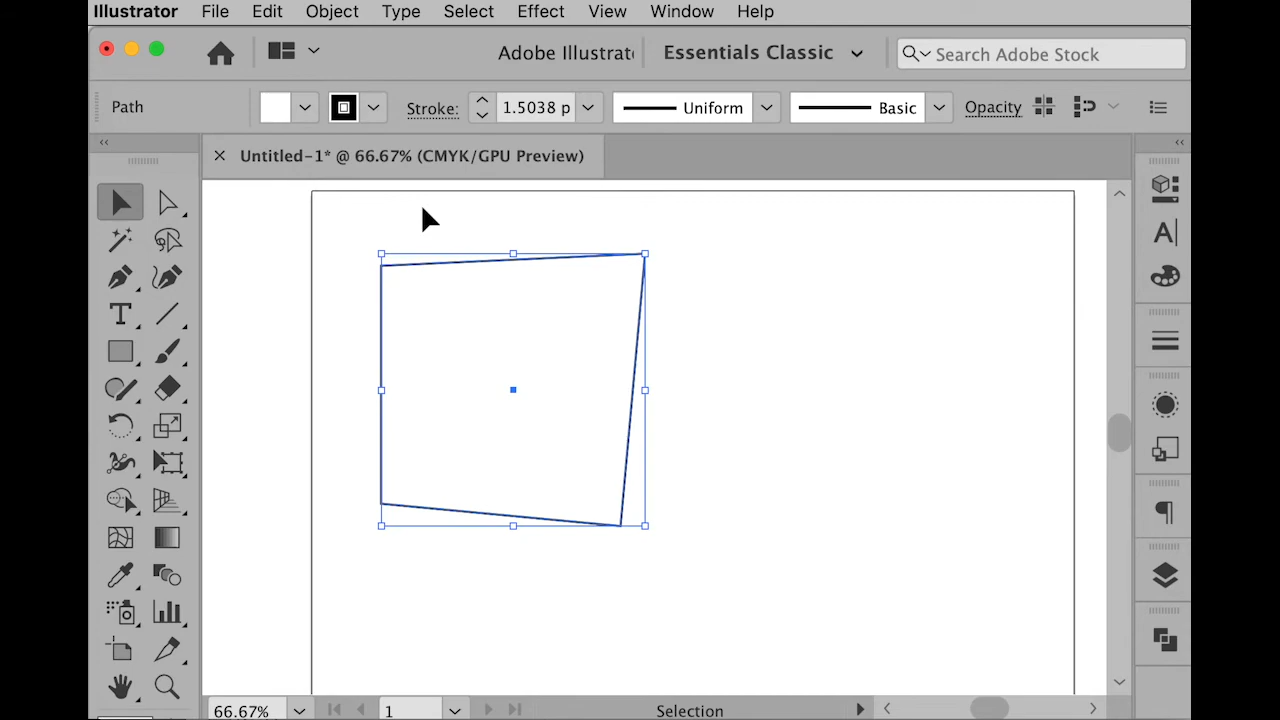 Illustrator File Edit Object Type Select Effect View Window Help
Adobe Illustrat Essentials Classic Search Adobe Stock
Path Stroke: 1.5038 p Uniform Basic Opacity
Untitled-1* @ 66.67% (CMYK/GPU Preview)
66.67% 1 Selection